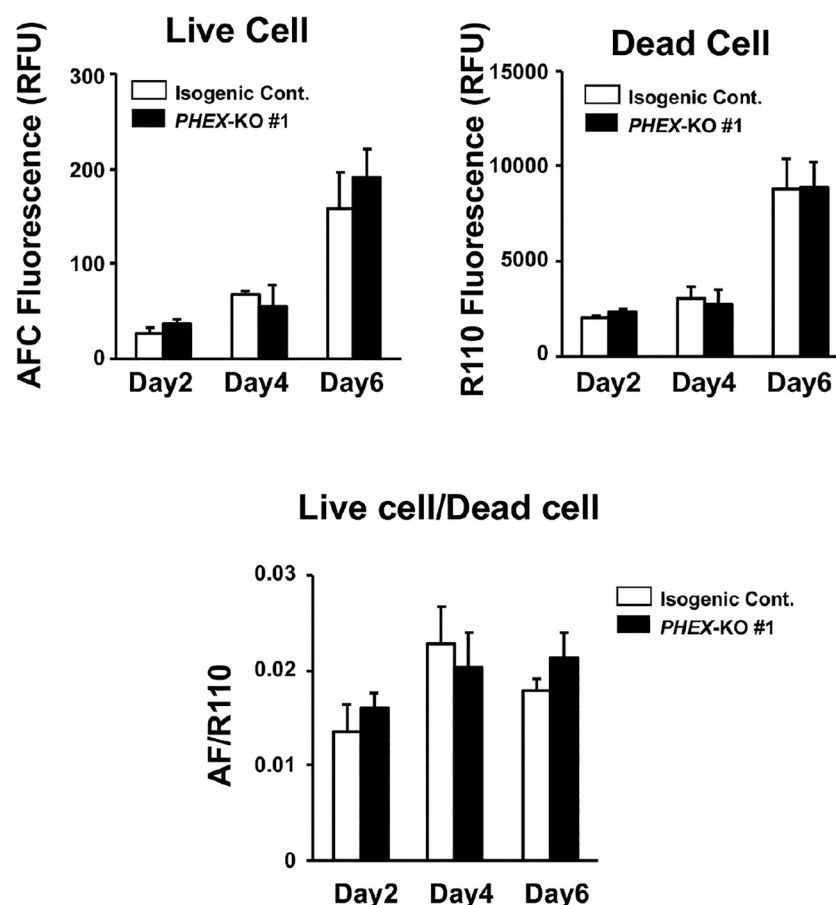 Live Cell
AFC Fluorescence (RFU)
300
200
100
0
Isogenic Cont.
PHEX-KO #1
Day2 Day4 Day6
Dead Cell
R110 Fluorescence (RFU)
15000
10000
5000
0
Isogenic Cont.
PHEX-KO #1
Day2 Day4 Day6
Live cell/Dead cell
AF/R110
0.03
0.02
0.01
0
Isogenic Cont.
PHEX-KO #1
Day2 Day4 Day6